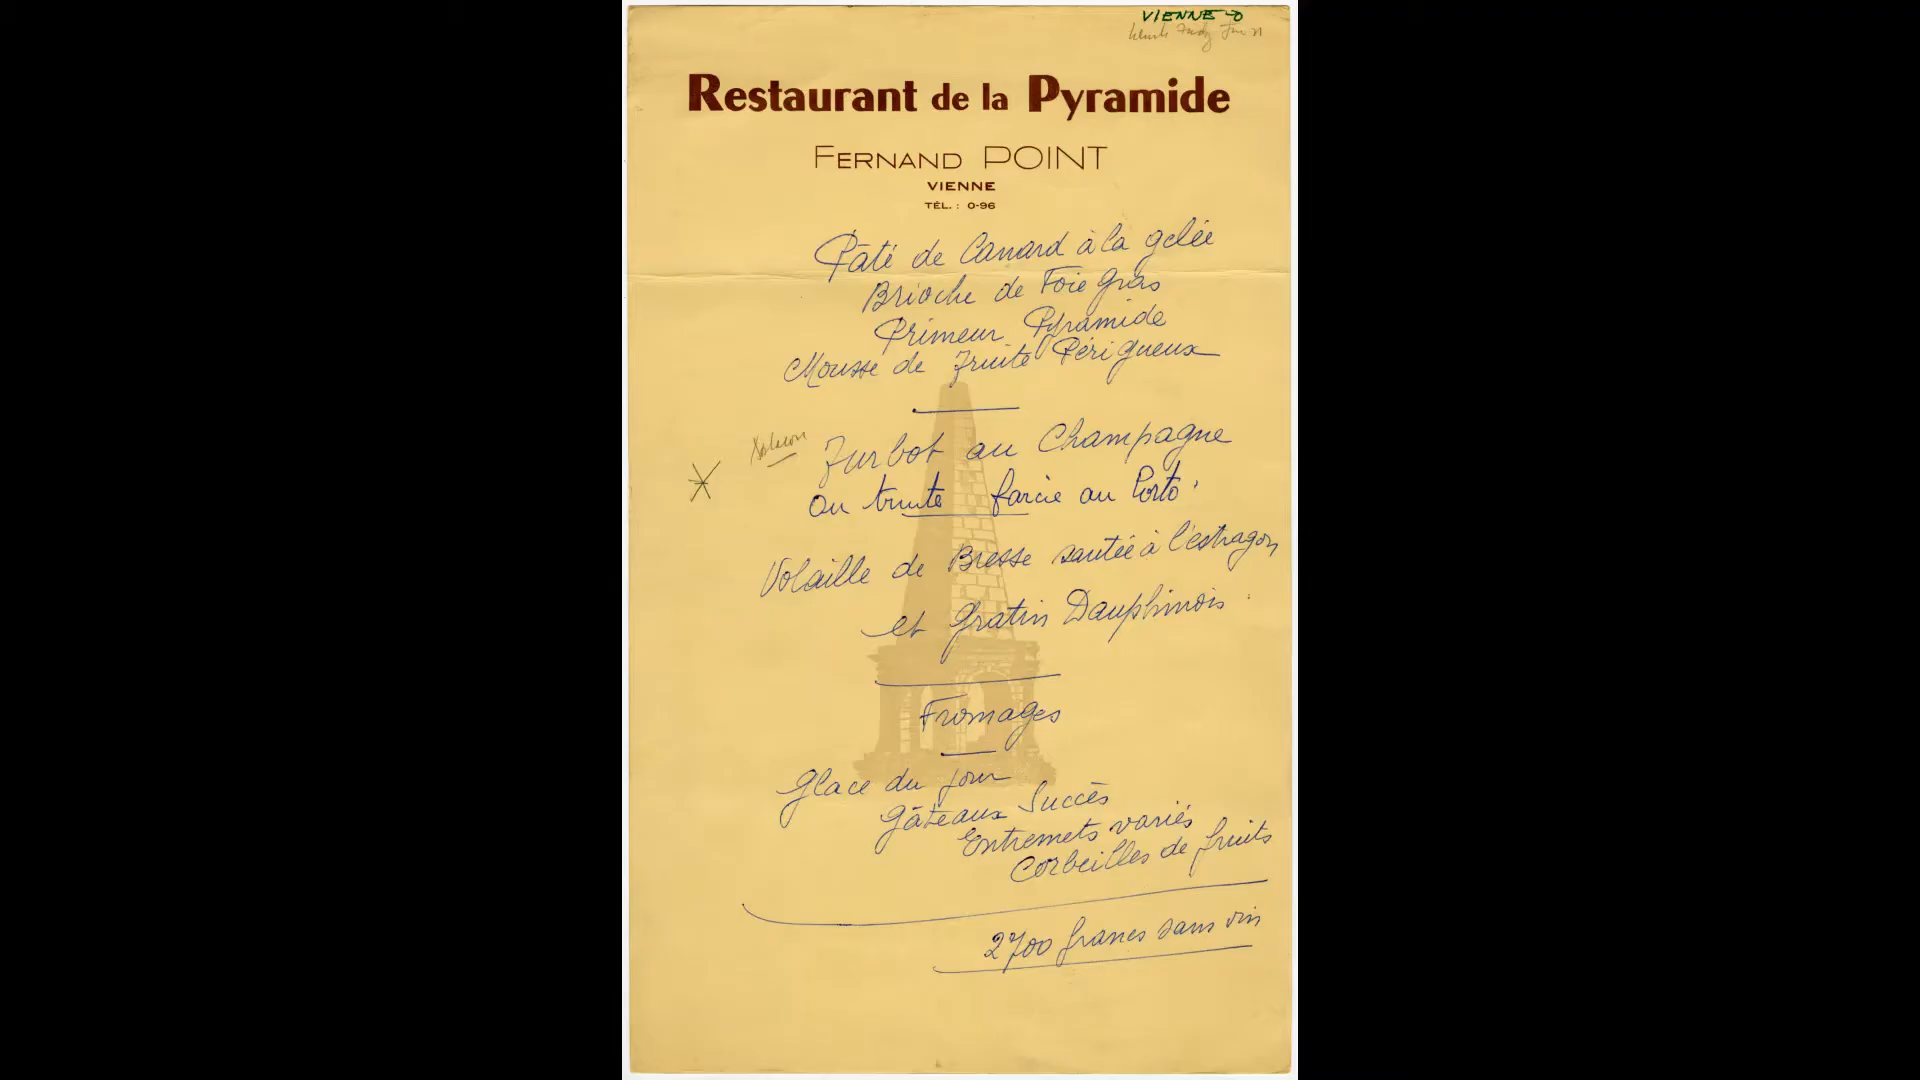 VIENNE
Restaurant de la Pyramide
FERNAND POINT
VIENNE
TÉL. : 0-96
Pâté de Canard à la gelée
Brioche de Foie Gras
Primeur Pyramide
Mousse de Truite Périgueux
Turbot au Champagne
ou truite farcie au Porto
Volaille de Bresse sautée à l'estragon
et Gratin Dauphinois
Fromages
Glace du jour
Gâteaux Succès
Entremets variés
Corbeilles de fruits
2700 francs sans vin